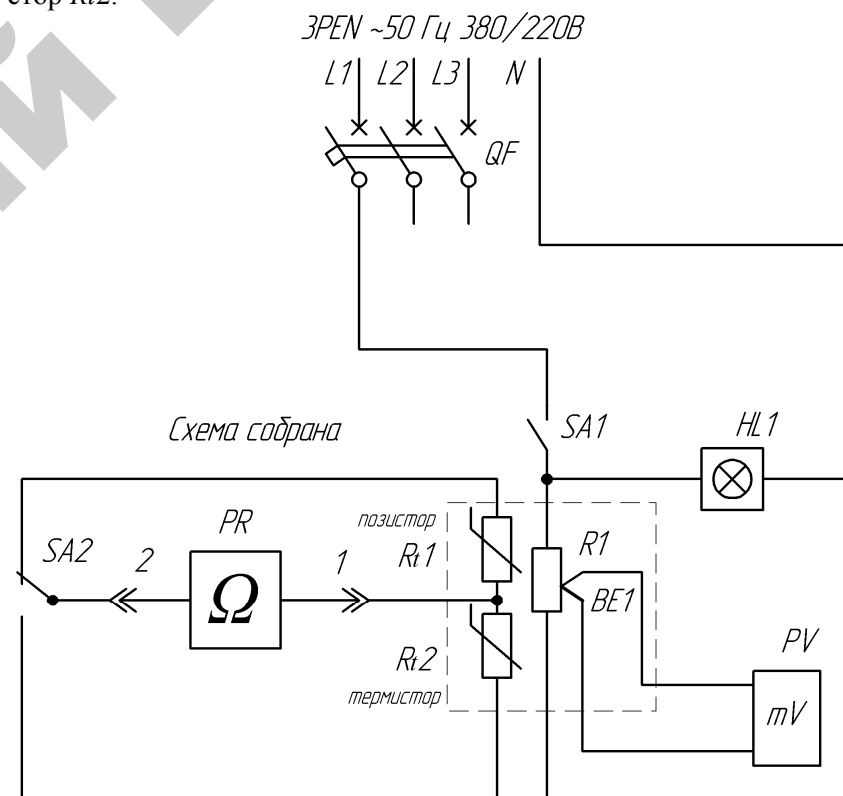 стор Rt2.
3PEN ~50 Гц 380/220В
L1 L2 L3 N
QF
SA1
HL1
Схема собрана
позистор
Rt1
R1
PR
SA2
2
1
Ω
BE1
Rt2
термистор
PV
mV